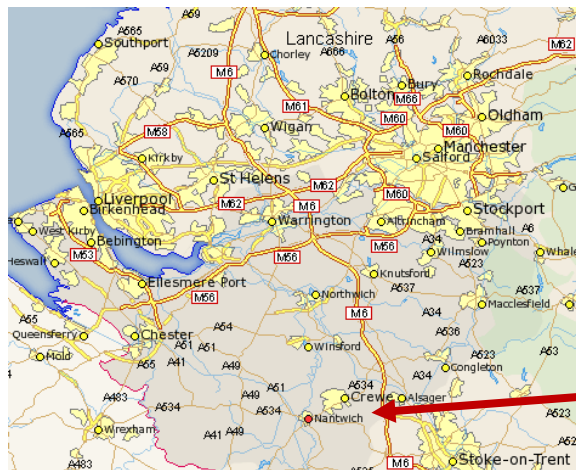 A565
A59
Lancashire
A56
A6033
M62
Southport
A5209
A59
M6
Chorley
A666
Rochdale
A570
M61
Bolton
Bury
M66
M60
Oldham
A565
M58
Wigan
M60
Kirkby
Manchester
Salford
St Helens
M62
Liverpool
M62
M6
M60
Birkenhead
Warrington
Altrincham
Stockport
West Kirby
Bebington
A34
Bramhall
A6
Poynton
Heswall
M53
M56
M56
Wilmslow
Whale
A523
Ellesmere Port
Knutsford
M56
Northwich
A537
A537
Macclesfield
A55
A54
M6
A34
Queensferry
Chester
A536
Mold
A51
A51
A49
Winsford
A523
A53
A55
A41
A34
Congleton
A483
A51
A534
A49
Crewe
Alsager
A534
A534
Nantwich
A523
Wrexham
A41
A49
A52
A483
M6
Stoke-on-Trent